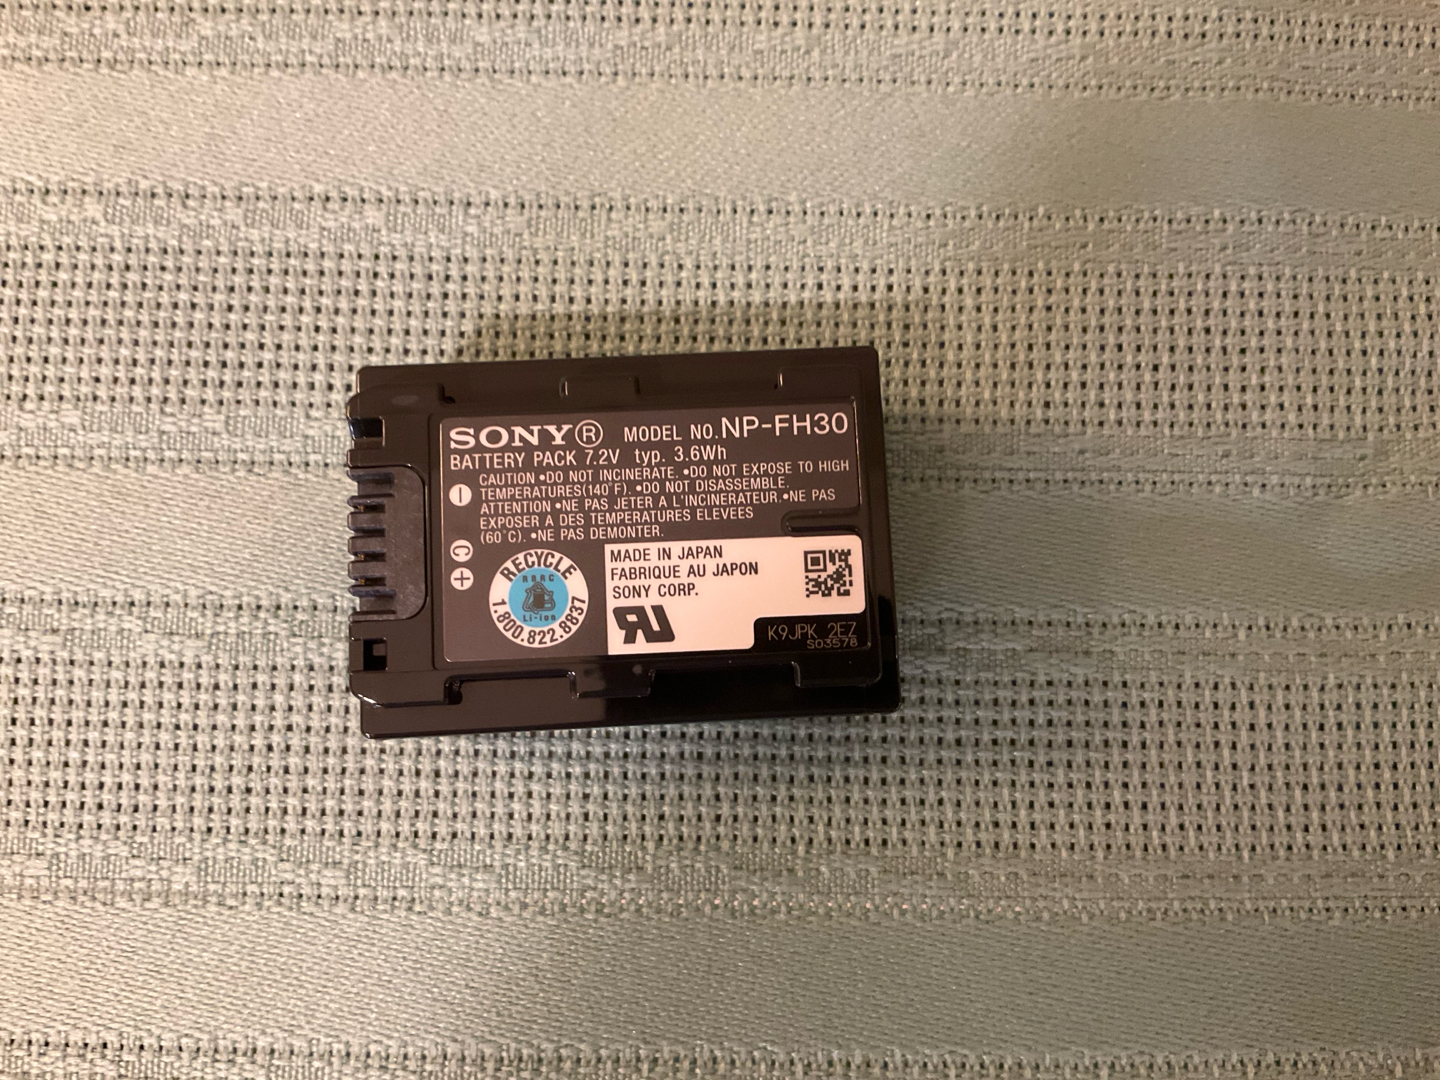 SONY® MODEL NO. NP-FH30
BATTERY PACK 7.2V typ. 3.6Wh
CAUTION •DO NOT INCINERATE. •DO NOT EXPOSE TO HIGH
TEMPERATURES(140°F). •DO NOT DISASSEMBLE.
ATTENTION •NE PAS JETER A L'INCINERATEUR. •NE PAS
EXPOSER A DES TEMPERATURES ELEVEES
(60°C). •NE PAS DEMONTER.
C
RECYCLE
RBRC
Li-ion
1.800.822.8837
MADE IN JAPAN
FABRIQUE AU JAPON
SONY CORP.
K9JPK 2EZ
S03578